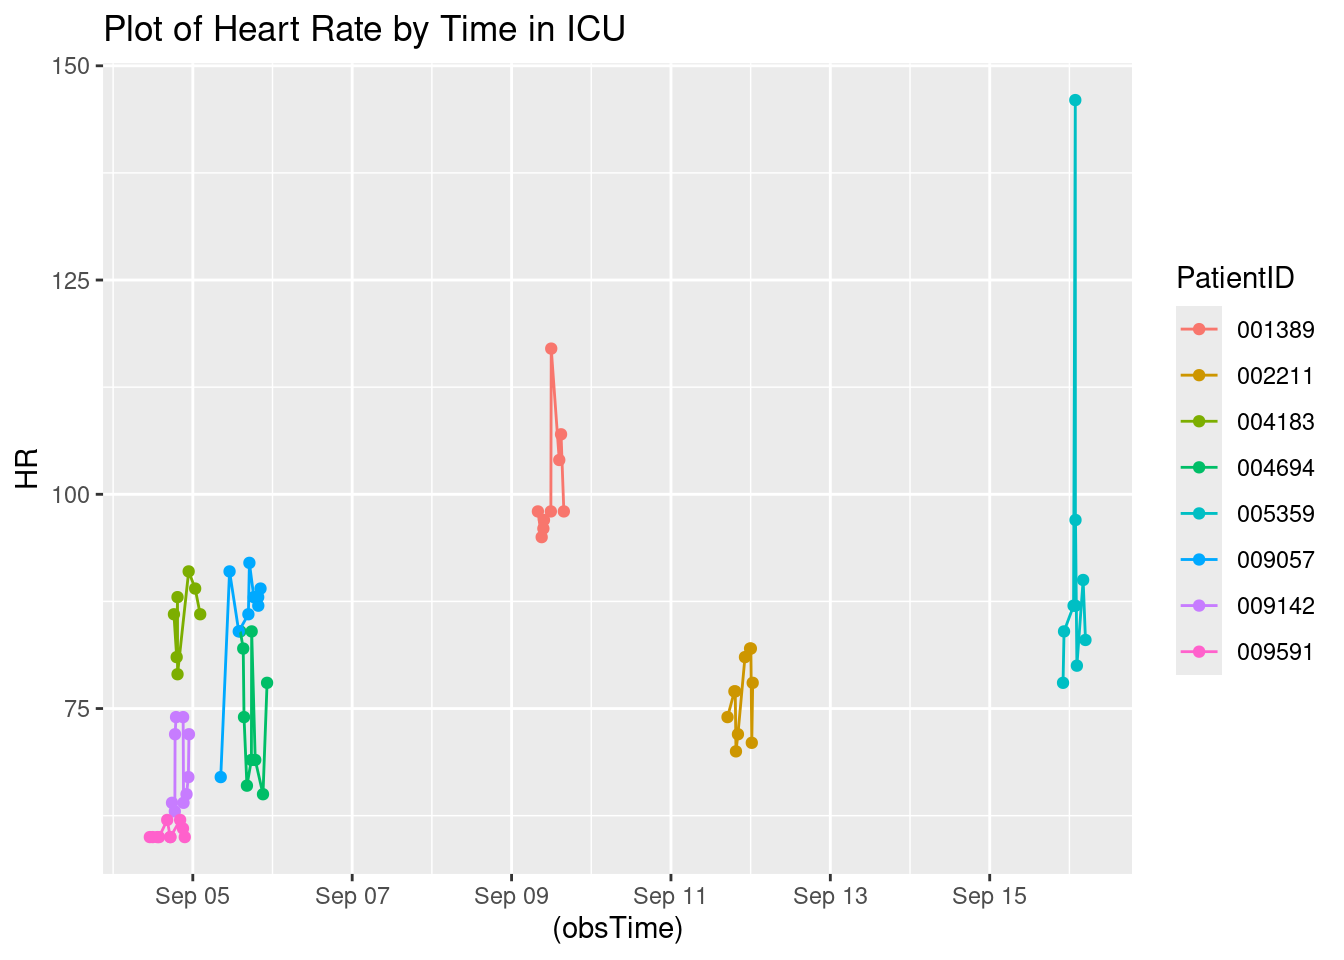 Plot of Heart Rate by Time in ICU
150
125
100
75
HR
Sep 05
Sep 07
Sep 09
Sep 11
Sep 13
Sep 15
(obsTime)
PatientID
001389
002211
004183
004694
005359
009057
009142
009591